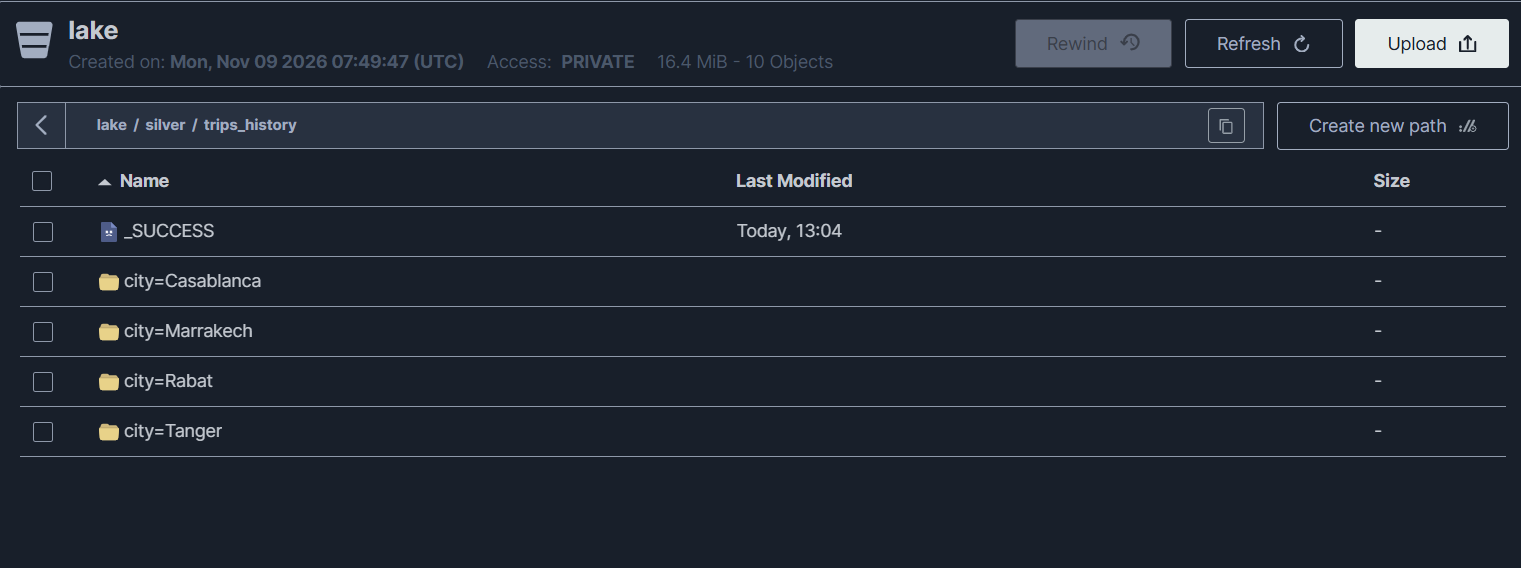 lake
Created on: Mon, Nov 09 2026 07:49:47 (UTC) Access: PRIVATE 16.4 MiB - 10 Objects
Rewind Refresh Upload
lake / silver / trips_history
Create new path
Name Last Modified Size
_SUCCESS Today, 13:04 -
city=Casablanca -
city=Marrakech -
city=Rabat -
city=Tanger -